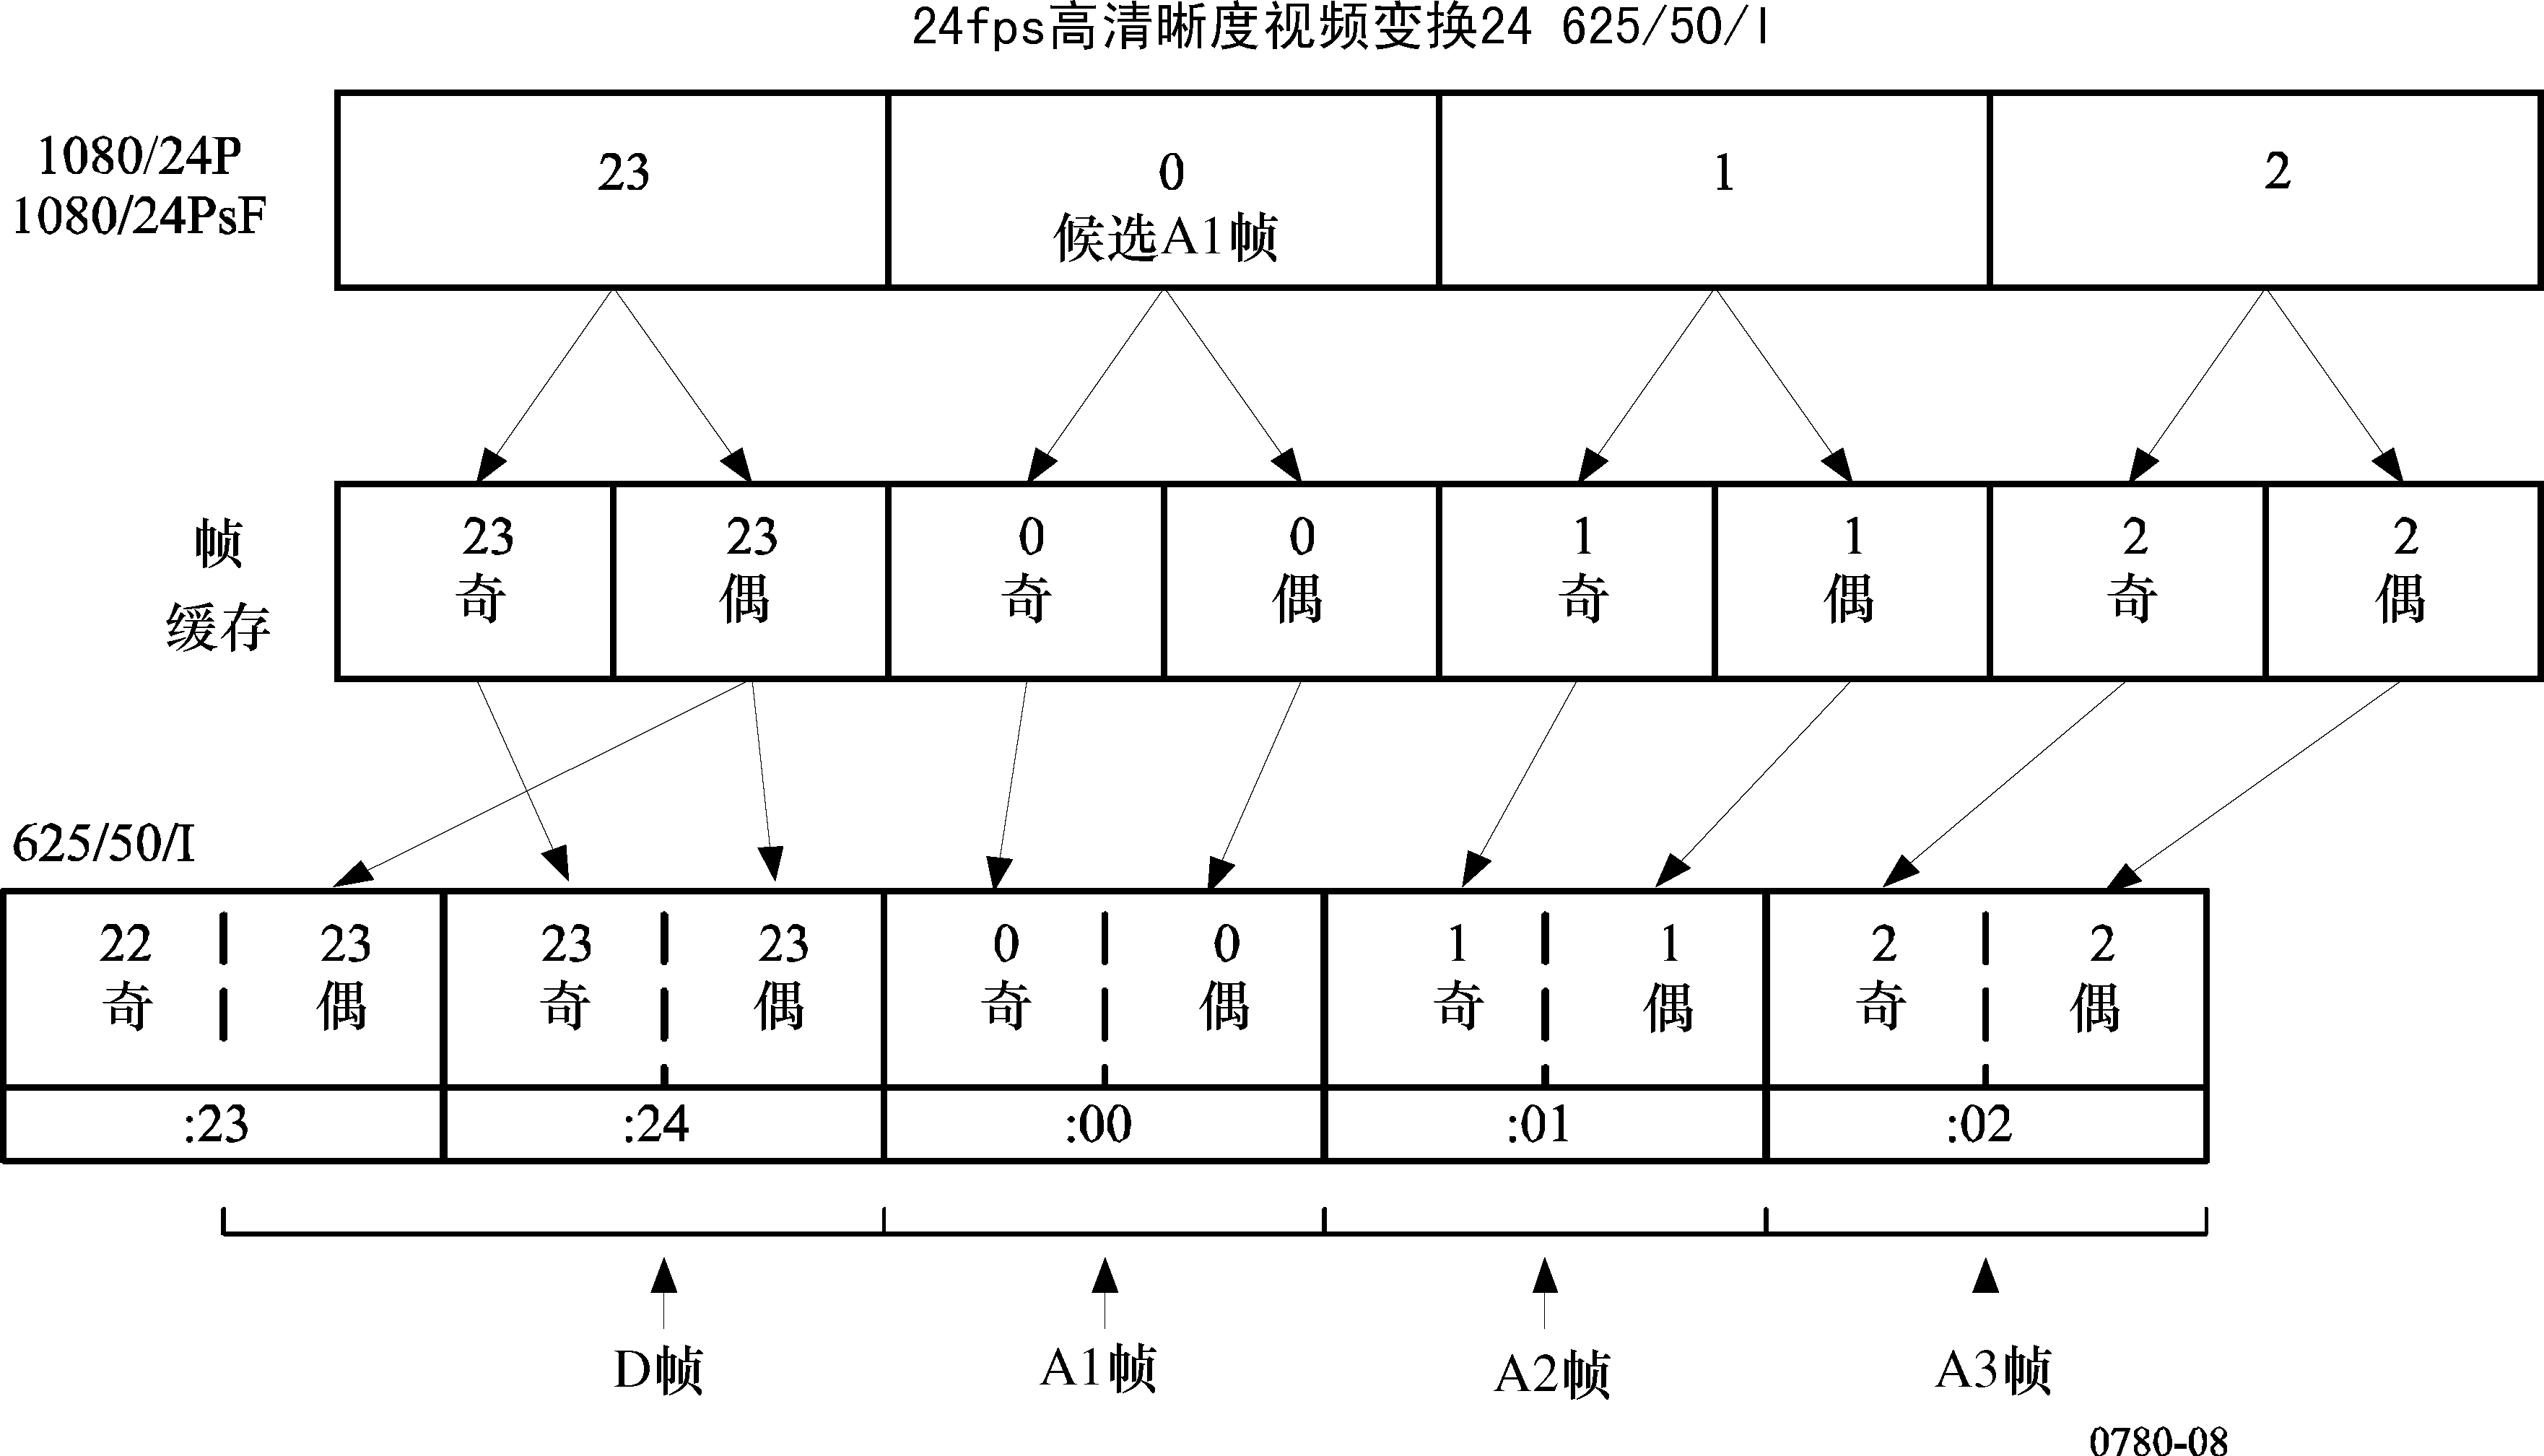 24fps高清晰度视频变换24 625/50/I
1080/24P
1080/24PsF
23
0
1
2
候选A1帧
帧
缓存
23
23
0
0
1
1
2
2
奇
偶
奇
偶
奇
偶
奇
偶
625/50/I
22
23
23
23
0
0
1
1
2
2
奇
偶
奇
偶
奇
偶
奇
偶
奇
偶
:23
:24
:00
:01
:02
D帧
A1帧
A2帧
A3帧
0780-08